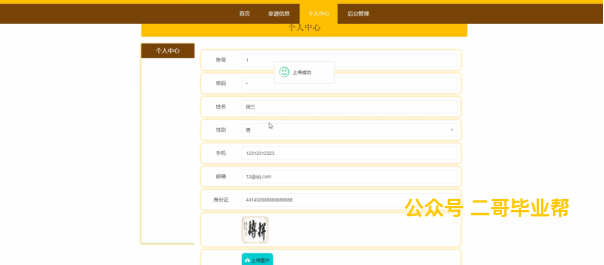 首页 家谱信息 个人中心 后台管理
个人中心
个人中心
账号 1
上传成功
密码
姓名 阿三
性别 男
手机 12312312323
邮箱 12@qq.com
身份证 441402888888888888
公众号 二哥毕业帮
上传图片